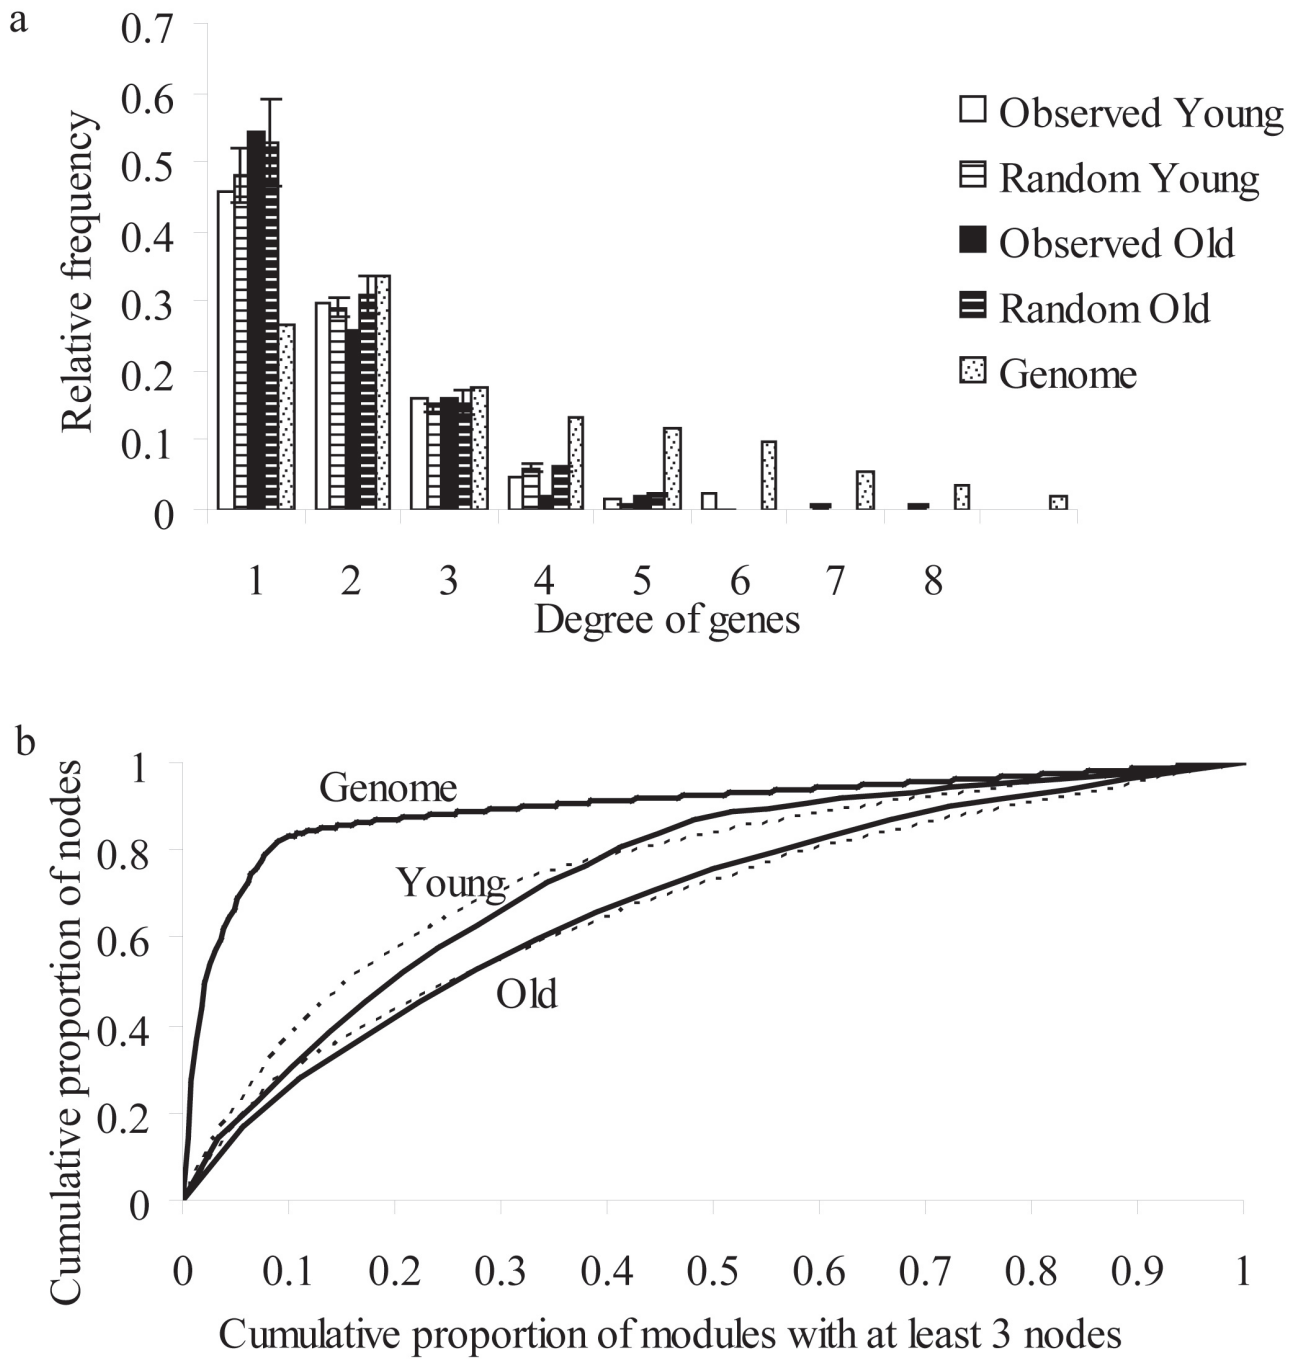 a
Relative frequency
0.7
0.6
0.5
0.4
0.3
0.2
0.1
0
1 2 3 4 5 6 7 8
Degree of genes
Observed Young
Random Young
Observed Old
Random Old
Genome
b
Cumulative proportion of nodes
1
0.8
0.6
0.4
0.2
0
Genome
Young
Old
0 0.1 0.2 0.3 0.4 0.5 0.6 0.7 0.8 0.9 1
Cumulative proportion of modules with at least 3 nodes